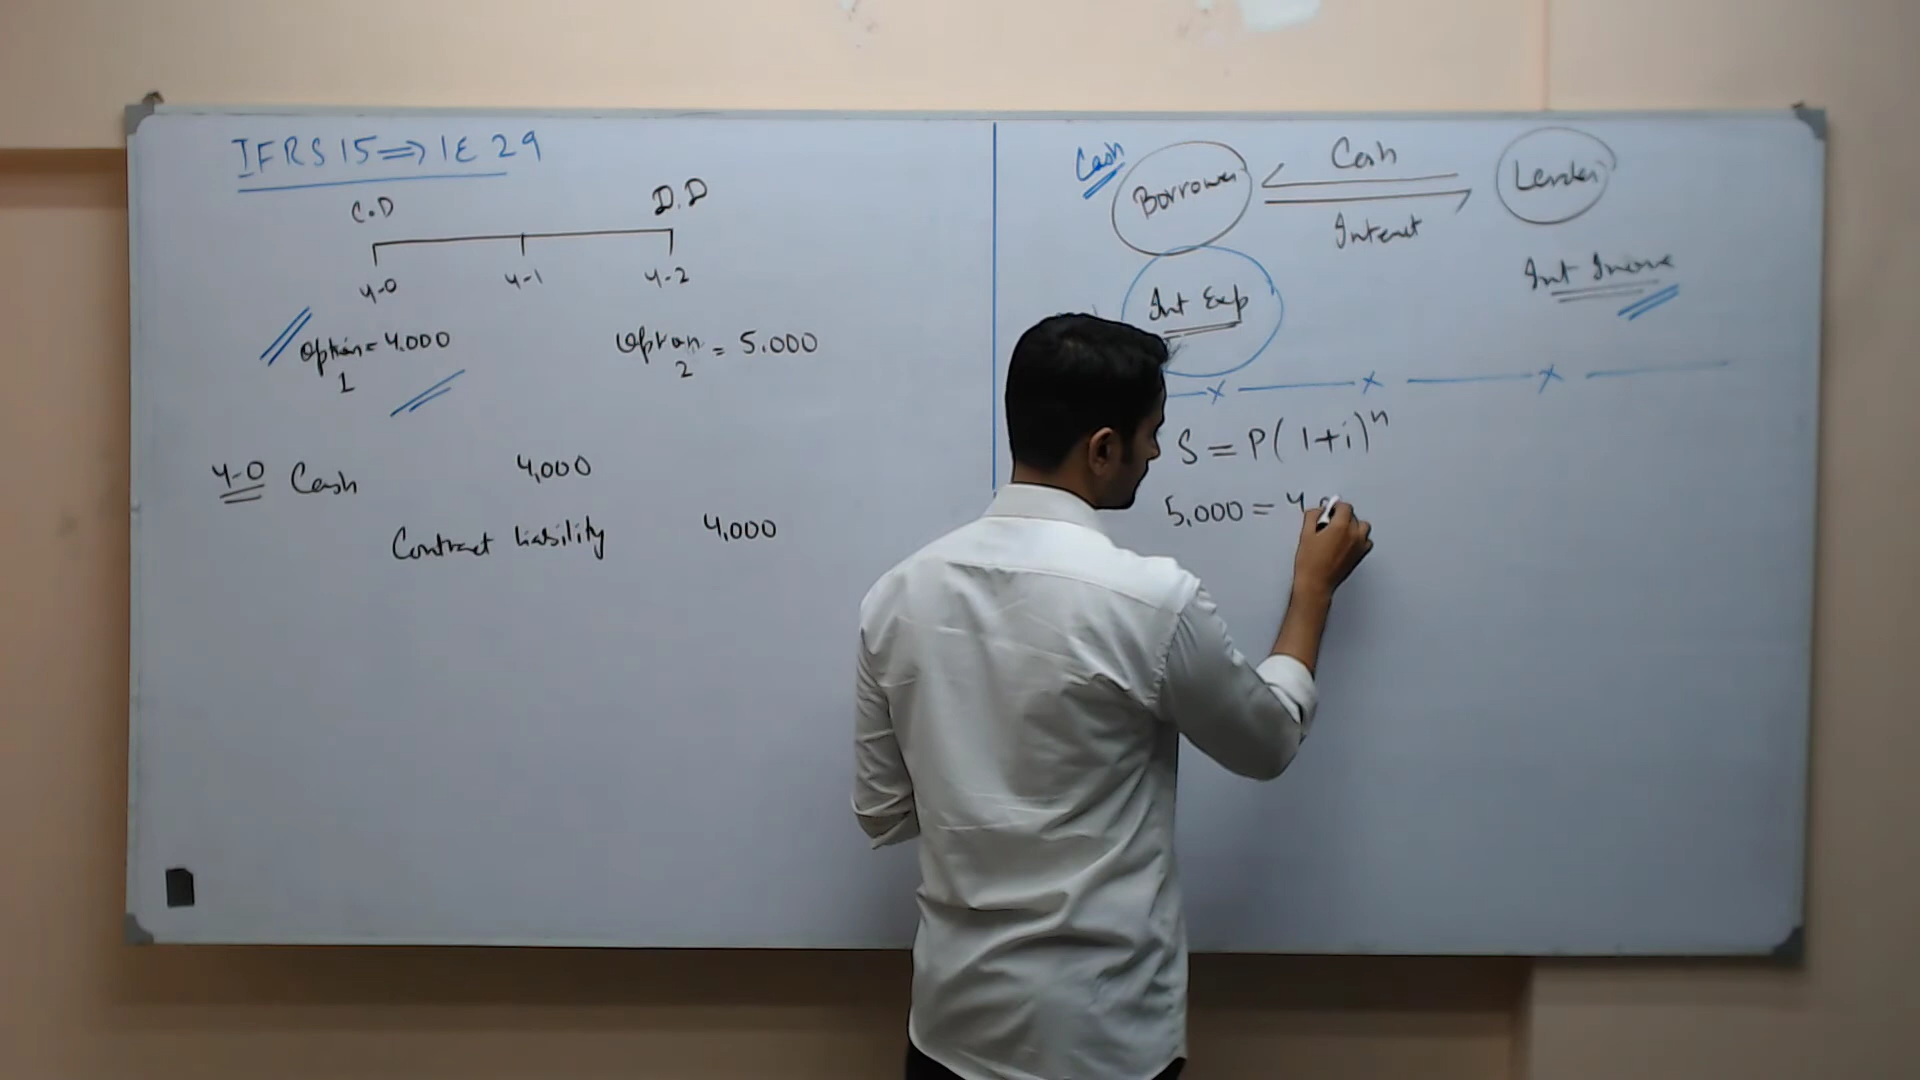 IFRS 15 => IE 29
C.D D.D
Y-0 Y-1 Y-2
Option 1 = 4,000 Option 2 = 5,000
Y-0 Cash 4,000
Contract liability 4,000
Cash Borrower Cash Lender
Interest
Int Exp Int Income
S = P(1+i)^n
5,000 = 4,0